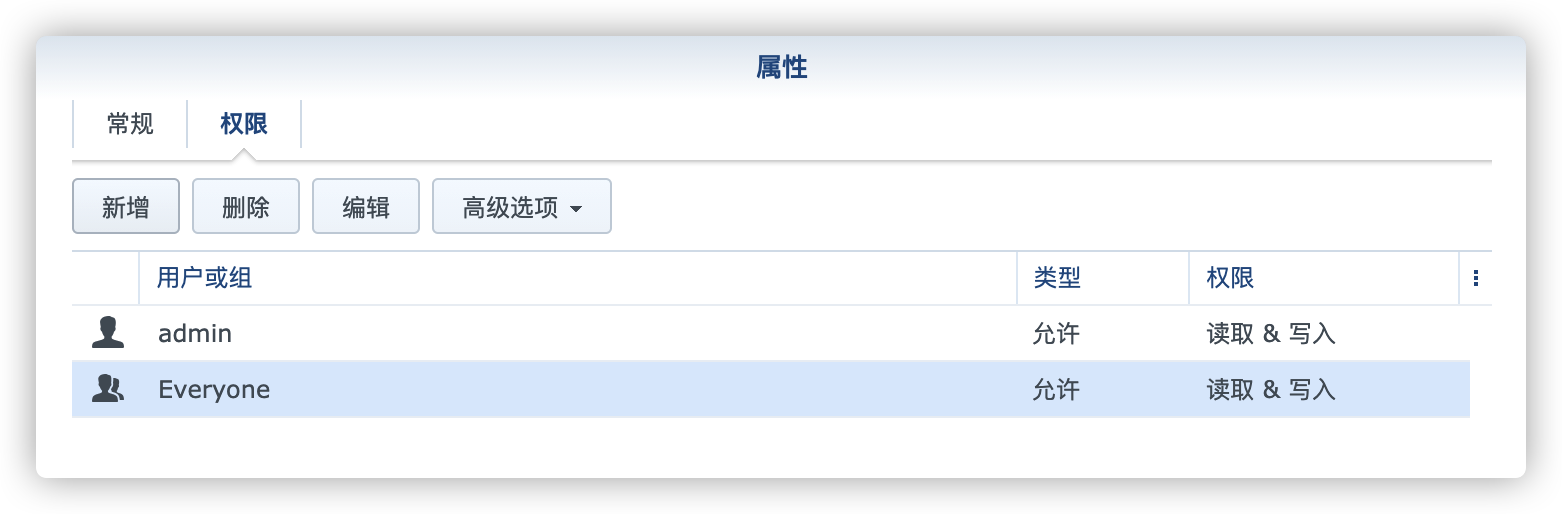 属性
常规 权限
新增 删除 编辑 高级选项
用户或组 类型 权限
admin 允许 读取 & 写入
Everyone 允许 读取 & 写入